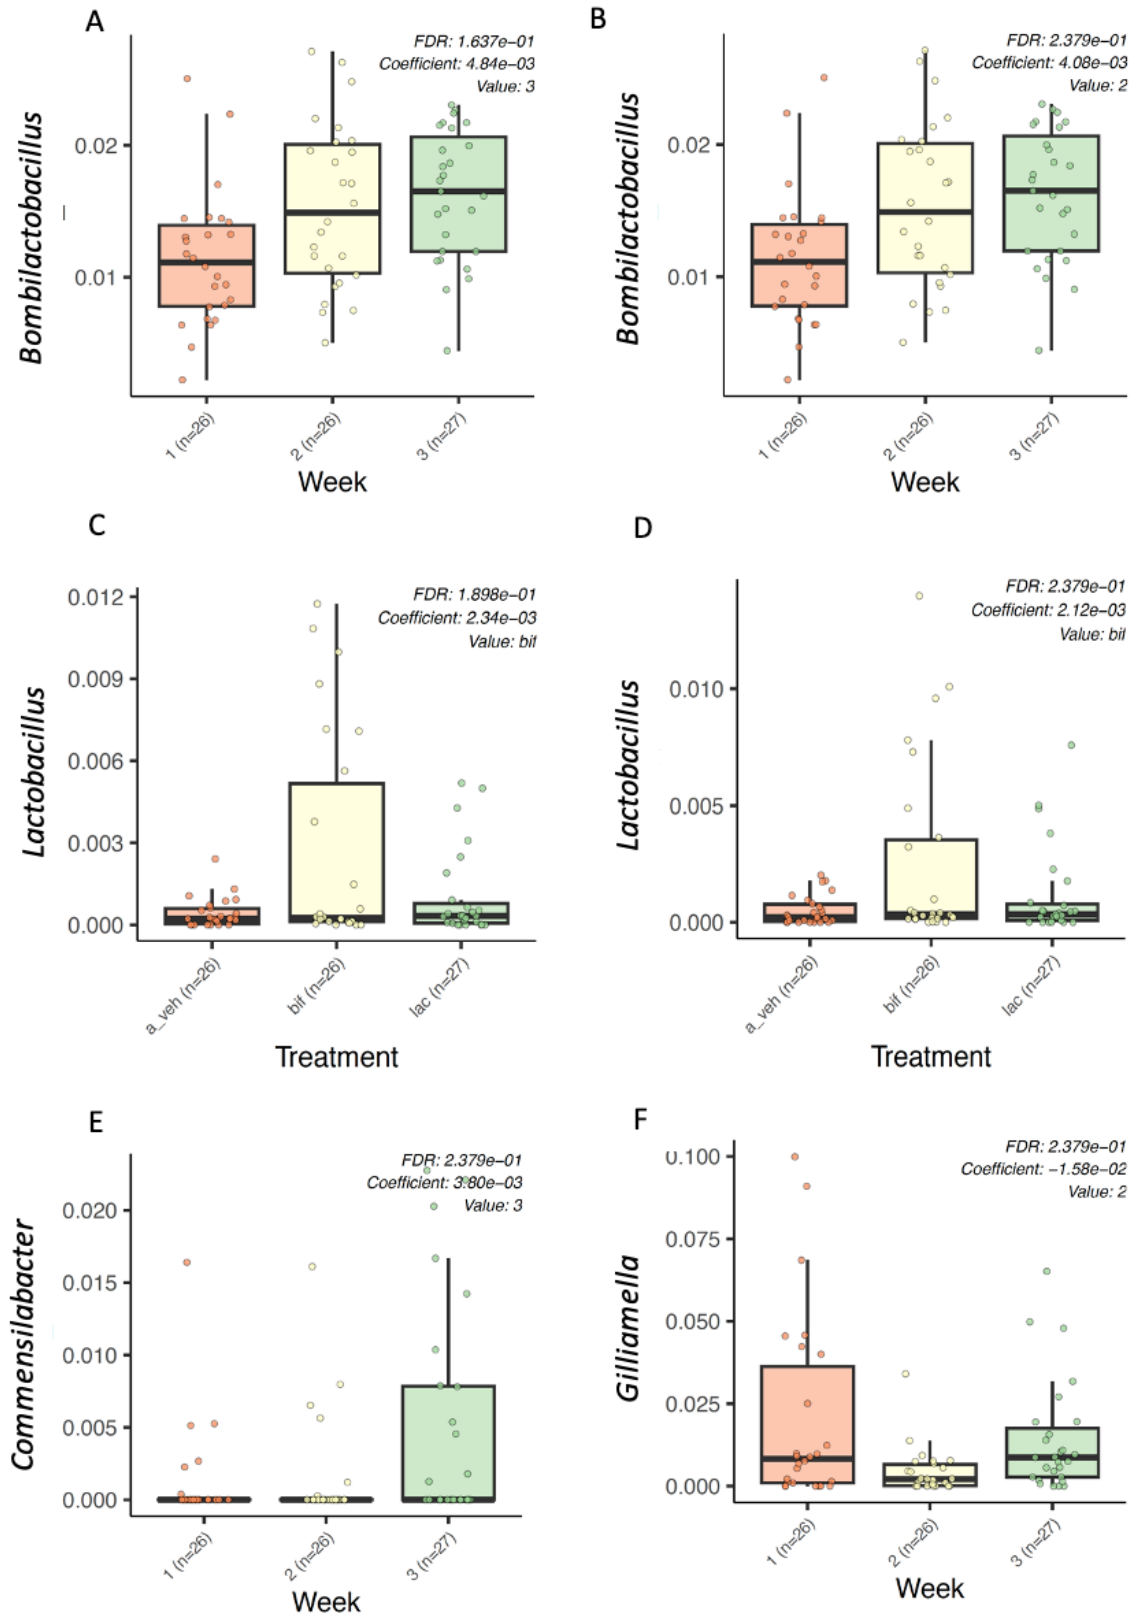 A
FDR: 1.637e−01
Coefficient: 4.84e−03
Value: 3
Bombilactobacillus
0.02
0.01
1 (n=26)
2 (n=26)
3 (n=27)
Week
B
FDR: 2.379e−01
Coefficient: 4.08e−03
Value: 2
Bombilactobacillus
0.02
0.01
1 (n=26)
2 (n=26)
3 (n=27)
Week
C
FDR: 1.898e−01
Coefficient: 2.34e−03
Value: bif
Lactobacillus
0.012
0.009
0.006
0.003
0.000
a_veh (n=26)
bif (n=26)
lac (n=27)
Treatment
D
FDR: 2.379e−01
Coefficient: 2.12e−03
Value: bif
Lactobacillus
0.010
0.005
0.000
a_veh (n=26)
bif (n=26)
lac (n=27)
Treatment
E
FDR: 2.379e−01
Coefficient: 3.80e−03
Value: 3
Commensilabacter
0.020
0.015
0.010
0.005
0.000
1 (n=26)
2 (n=26)
3 (n=27)
Week
F
FDR: 2.379e−01
Coefficient: −1.58e−02
Value: 2
Gilliamella
0.100
0.075
0.050
0.025
0.000
1 (n=26)
2 (n=26)
3 (n=27)
Week